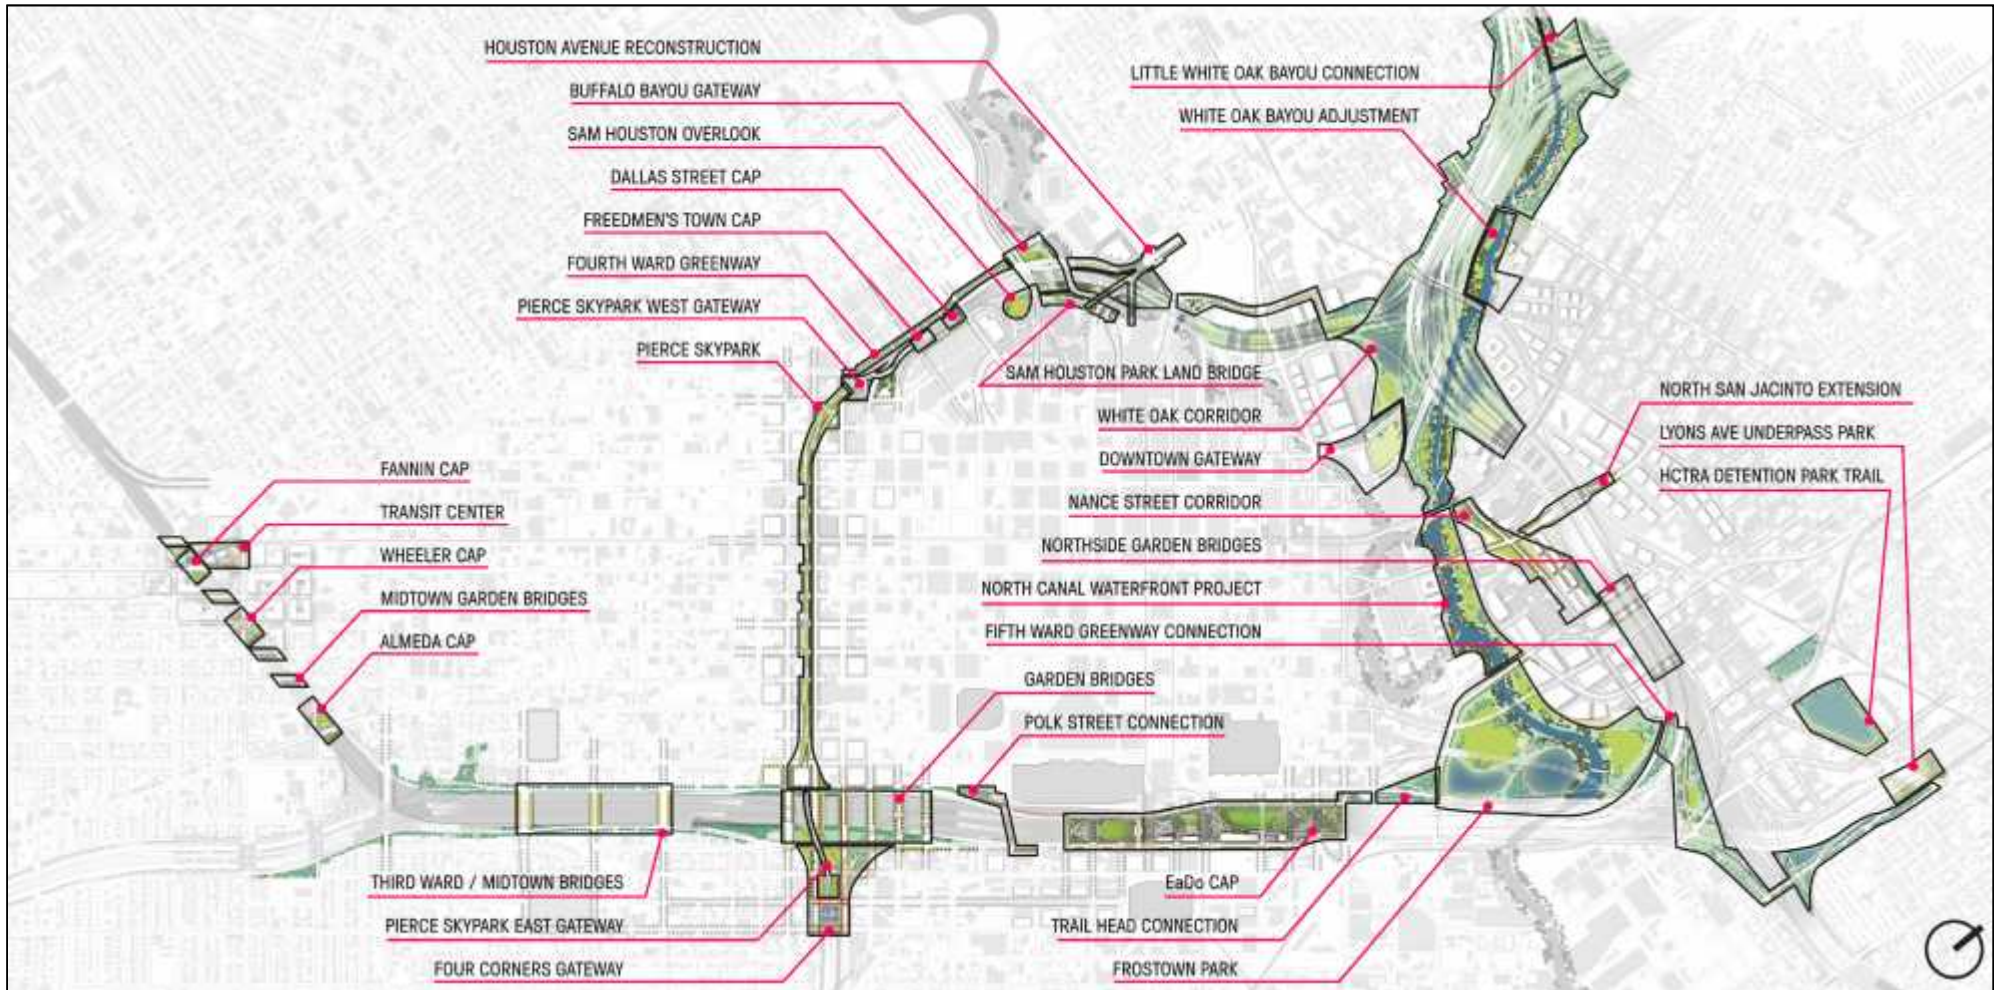 HOUSTON AVENUE RECONSTRUCTION
BUFFALO BAYOU GATEWAY
SAM HOUSTON OVERLOOK
DALLAS STREET CAP
FREEDMEN'S TOWN CAP
FOURTH WARD GREENWAY
PIERCE SKYPARK WEST GATEWAY
PIERCE SKYPARK
LITTLE WHITE OAK BAYOU CONNECTION
WHITE OAK BAYOU ADJUSTMENT
SAM HOUSTON PARK LAND BRIDGE
WHITE OAK CORRIDOR
DOWNTOWN GATEWAY
NANCE STREET CORRIDOR
NORTHSIDE GARDEN BRIDGES
NORTH CANAL WATERFRONT PROJECT
FIFTH WARD GREENWAY CONNECTION
NORTH SAN JACINTO EXTENSION
LYONS AVE UNDERPASS PARK
HCTRA DETENTION PARK TRAIL
FANNIN CAP
TRANSIT CENTER
WHEELER CAP
MIDTOWN GARDEN BRIDGES
ALMEDA CAP
GARDEN BRIDGES
POLK STREET CONNECTION
THIRD WARD / MIDTOWN BRIDGES
PIERCE SKYPARK EAST GATEWAY
FOUR CORNERS GATEWAY
EaDo CAP
TRAIL HEAD CONNECTION
FROSTOWN PARK